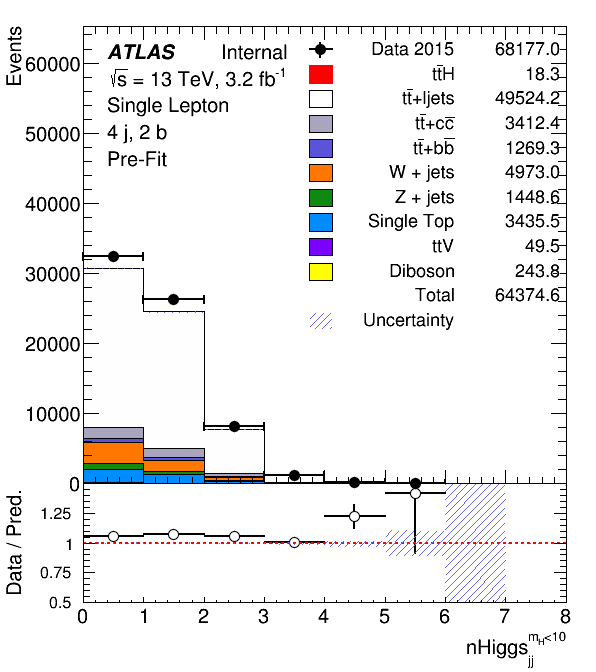 Events
60000
50000
40000
30000
20000
10000
0
ATLAS Internal
√s = 13 TeV, 3.2 fb⁻¹
Single Lepton
4 j, 2 b
Pre-Fit
Data 2015 68177.0
tt̄H 18.3
tt̄+ljets 49524.2
tt̄+cc̄ 3412.4
tt̄+bb̄ 1269.3
W + jets 4973.0
Z + jets 1448.6
Single Top 3435.5
ttV 49.5
Diboson 243.8
Total 64374.6
Uncertainty
Data / Pred.
1.25
1
0.75
0.5
0 1 2 3 4 5 6 7 8
nHiggs_jj^{m_H<10}